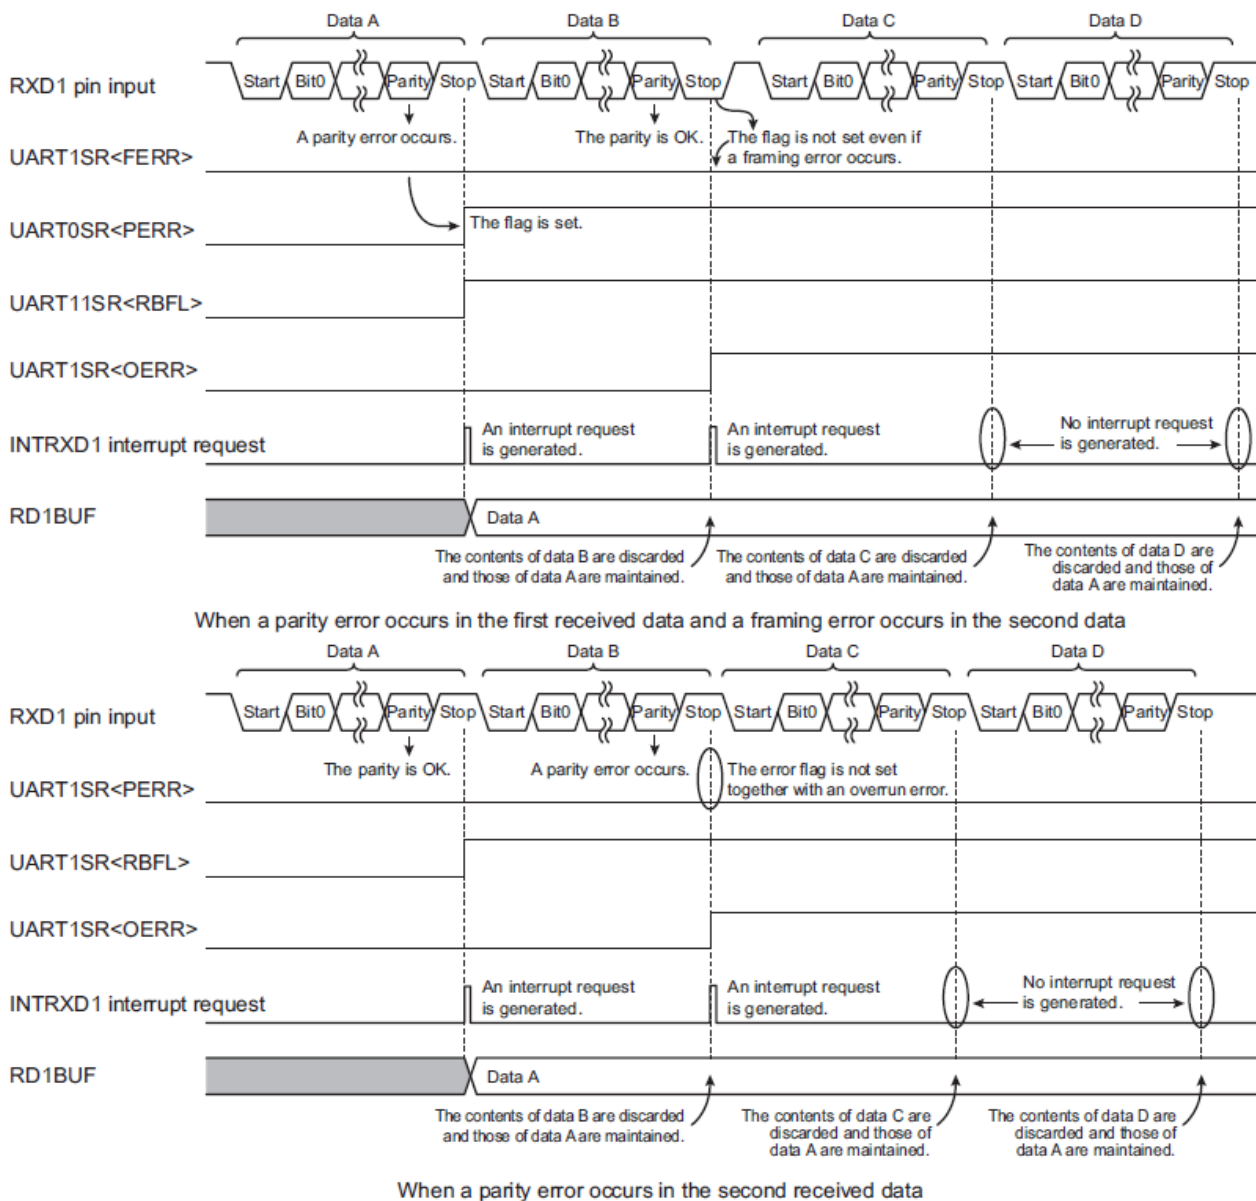 Data A Data B Data C Data D
RXD1 pin input Start Bit0 Parity Stop Start Bit0 Parity Stop Start Bit0 Parity Stop Start Bit0 Parity Stop
A parity error occurs. The parity is OK. The flag is not set even if
a framing error occurs.
UART1SR<FERR>
UART0SR<PERR> The flag is set.
UART11SR<RBFL>
UART1SR<OERR>
INTRXD1 interrupt request
An interrupt request
is generated.
An interrupt request
is generated.
No interrupt request
is generated.
RD1BUF Data A
The contents of data B are discarded
and those of data A are maintained.
The contents of data C are discarded
and those of data A are maintained.
The contents of data D are
discarded and those of
data A are maintained.
When a parity error occurs in the first received data and a framing error occurs in the second data
Data A Data B Data C Data D
RXD1 pin input Start Bit0 Parity Stop Start Bit0 Parity Stop Start Bit0 Parity Stop Start Bit0 Parity Stop
The parity is OK. A parity error occurs. The error flag is not set
together with an overrun error.
UART1SR<PERR>
UART1SR<RBFL>
UART1SR<OERR>
INTRXD1 interrupt request
An interrupt request
is generated.
An interrupt request
is generated.
No interrupt request
is generated.
RD1BUF Data A
The contents of data B are discarded
and those of data A are maintained.
The contents of data C are
discarded and those of
data A are maintained.
The contents of data D are
discarded and those of
data A are maintained.
When a parity error occurs in the second received data